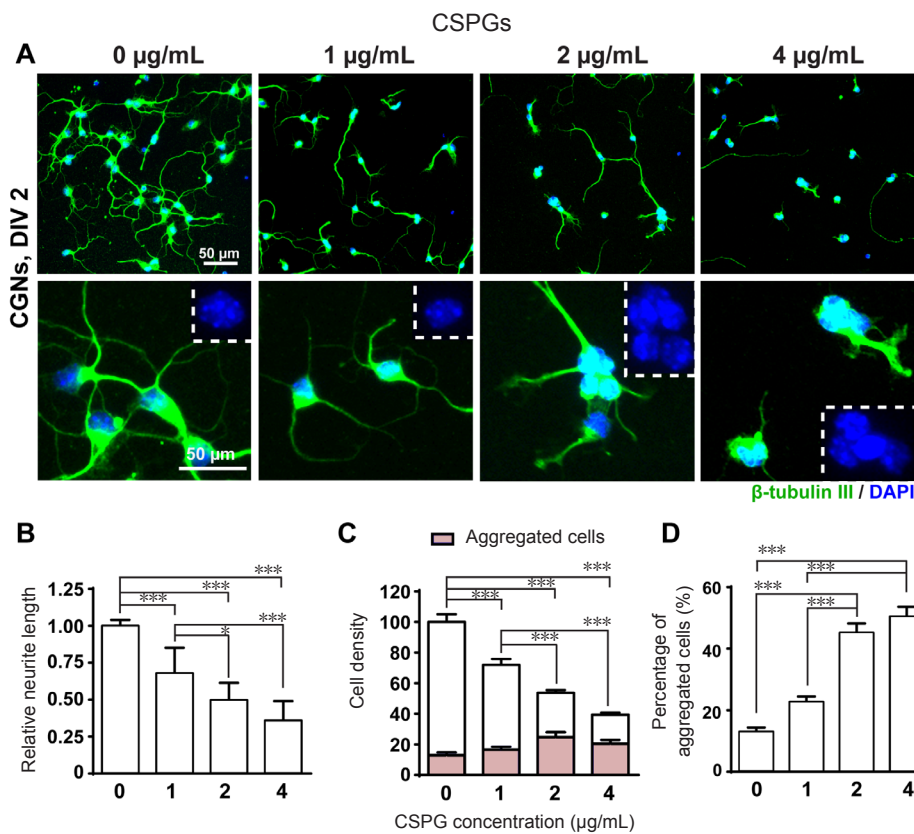 CSPGs
A
0 µg/mL 1 µg/mL 2 µg/mL 4 µg/mL
CGNs, DIV 2
50 µm
50 µm
β-tubulin III / DAPI
B
Relative neurite length
1.25
1.00
0.75
0.50
0.25
0
*** *** *** * ***
0 1 2 4
C
Aggregated cells
Cell density
120
100
80
60
40
20
0
*** *** *** *** ***
0 1 2 4
CSPG concentration (µg/mL)
D
Percentage of
aggregated cells (%)
60
40
20
0
*** *** *** ***
0 1 2 4